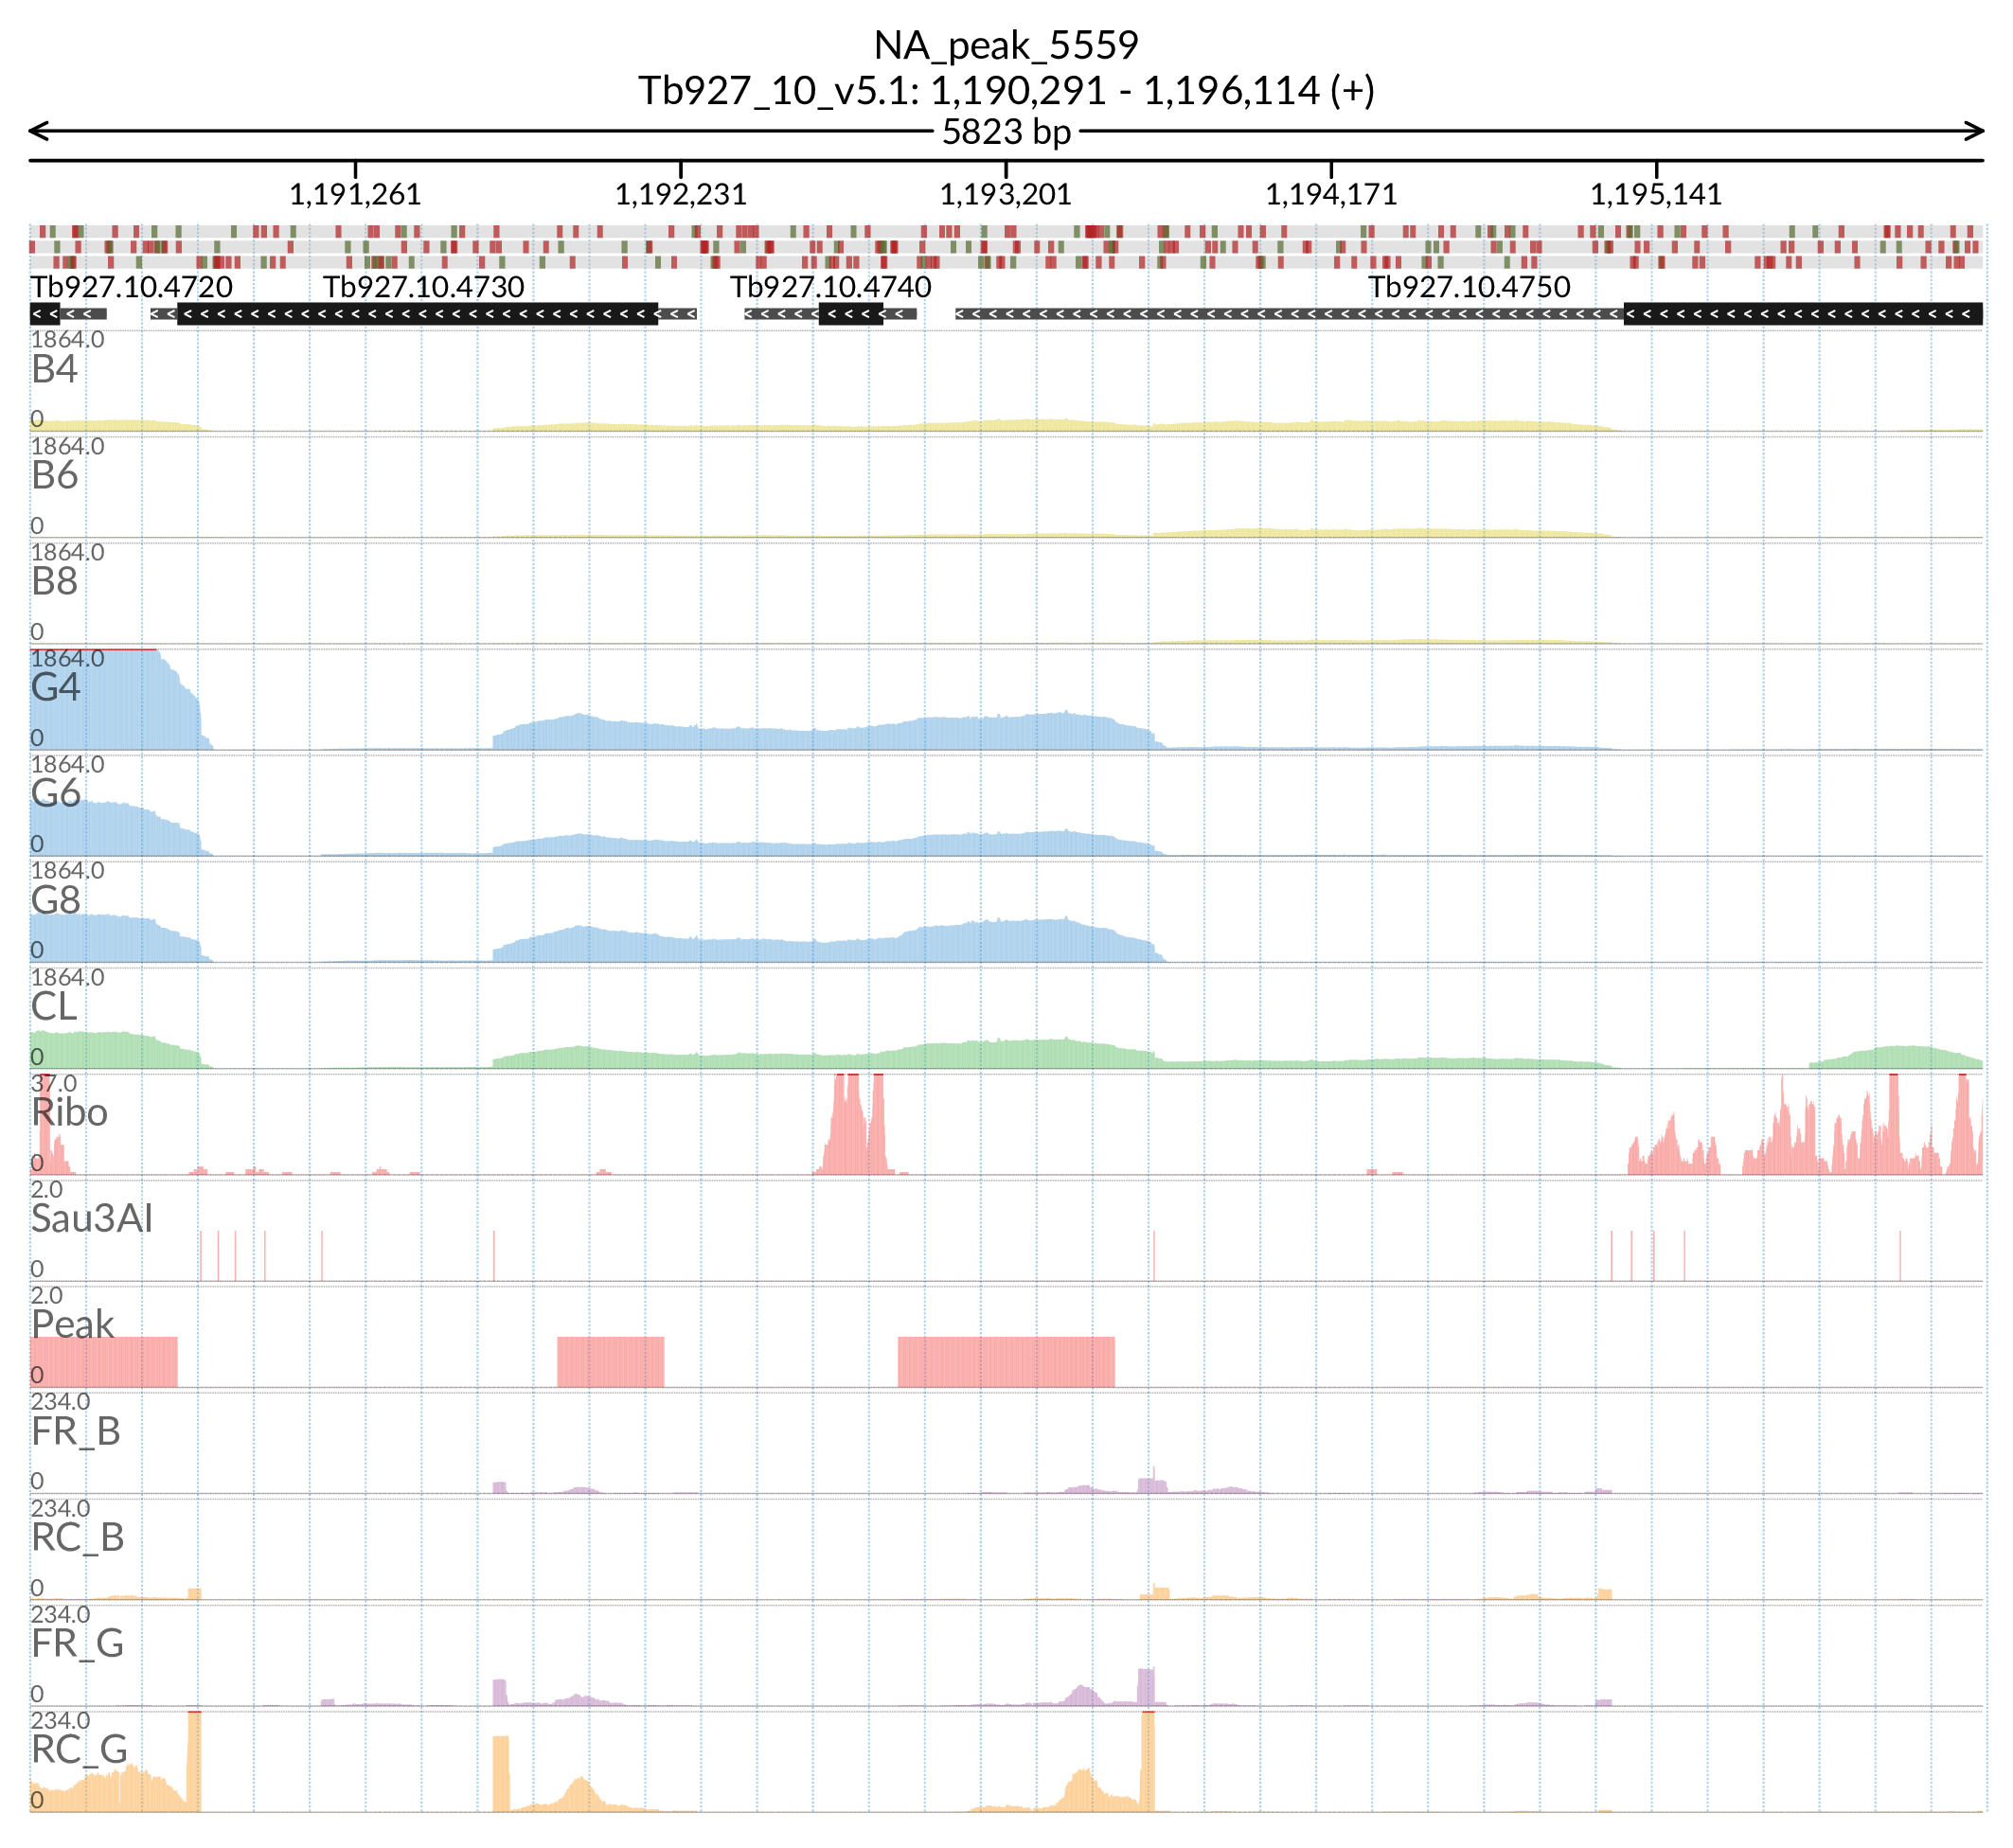 NA_peak_5559
Tb927_10_v5.1: 1,190,291 - 1,196,114 (+)
5823 bp
1,191,261 1,192,231 1,193,201 1,194,171 1,195,141
Tb927.10.4720 Tb927.10.4730 Tb927.10.4740 Tb927.10.4750
1864.0
B4
0
1864.0
B6
0
1864.0
B8
0
1864.0
G4
0
1864.0
G6
0
1864.0
G8
0
1864.0
CL
0
37.0
Ribo
0
2.0
Sau3AI
0
2.0
Peak
0
234.0
FR_B
0
234.0
RC_B
0
234.0
FR_G
0
234.0
RC_G
0